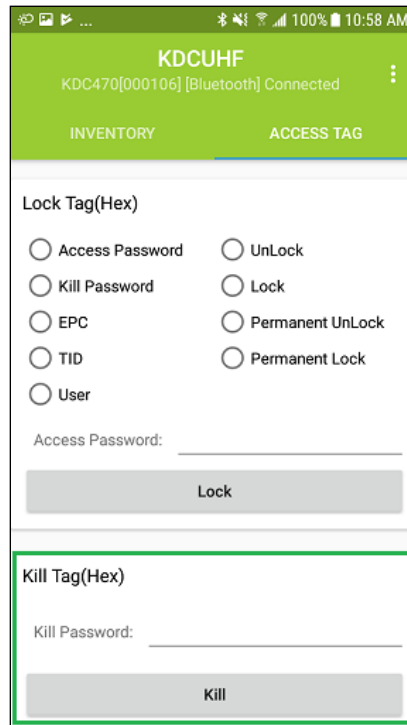 ... 100% 10:58 AM
KDCUHF
KDC470[000106] [Bluetooth] Connected
INVENTORY ACCESS TAG
Lock Tag(Hex)
Access Password UnLock
Kill Password Lock
EPC Permanent UnLock
TID Permanent Lock
User
Access Password:
Lock
Kill Tag(Hex)
Kill Password:
Kill